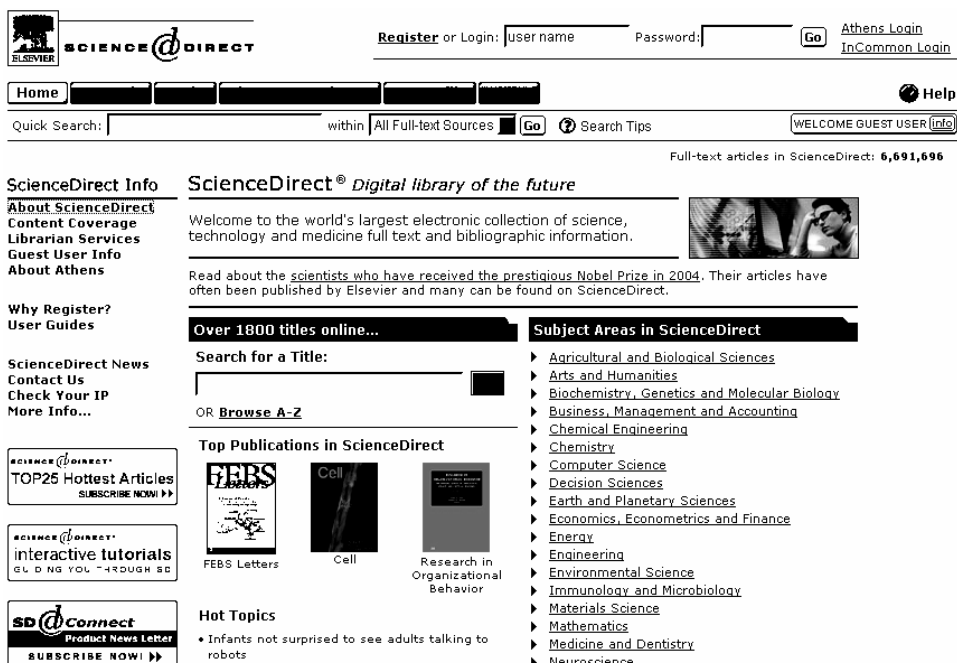 ELSEVIER
SCIENCE @ DIRECT
Register or Login: user name Password: Go
Athens Login
InCommon Login
Home
Help
Quick Search: within All Full-text Sources Go ? Search Tips WELCOME GUEST USER info
Full-text articles in ScienceDirect: 6,691,696
ScienceDirect Info
About ScienceDirect
Content Coverage
Librarian Services
Guest User Info
About Athens
Why Register?
User Guides
ScienceDirect News
Contact Us
Check Your IP
More Info...
SCIENCE @ DIRECT
TOP25 Hottest Articles
SUBSCRIBE NOW!
SCIENCE @ DIRECT
interactive tutorials
SD @ Connect
Product News Letter
SUBSCRIBE NOW!
ScienceDirect® Digital library of the future
Welcome to the world's largest electronic collection of science,
technology and medicine full text and bibliographic information.
Read about the scientists who have received the prestigious Nobel Prize in 2004. Their articles have
often been published by Elsevier and many can be found on ScienceDirect.
Over 1800 titles online...
Search for a Title:
OR Browse A-Z
Top Publications in ScienceDirect
FEBS
Letters
Cell
FEBS Letters
Cell
Research in
Organizational
Behavior
Hot Topics
• Infants not surprised to see adults talking to
robots
Subject Areas in ScienceDirect
Agricultural and Biological Sciences
Arts and Humanities
Biochemistry, Genetics and Molecular Biology
Business, Management and Accounting
Chemical Engineering
Chemistry
Computer Science
Decision Sciences
Earth and Planetary Sciences
Economics, Econometrics and Finance
Energy
Engineering
Environmental Science
Immunology and Microbiology
Materials Science
Mathematics
Medicine and Dentistry
Neuroscience